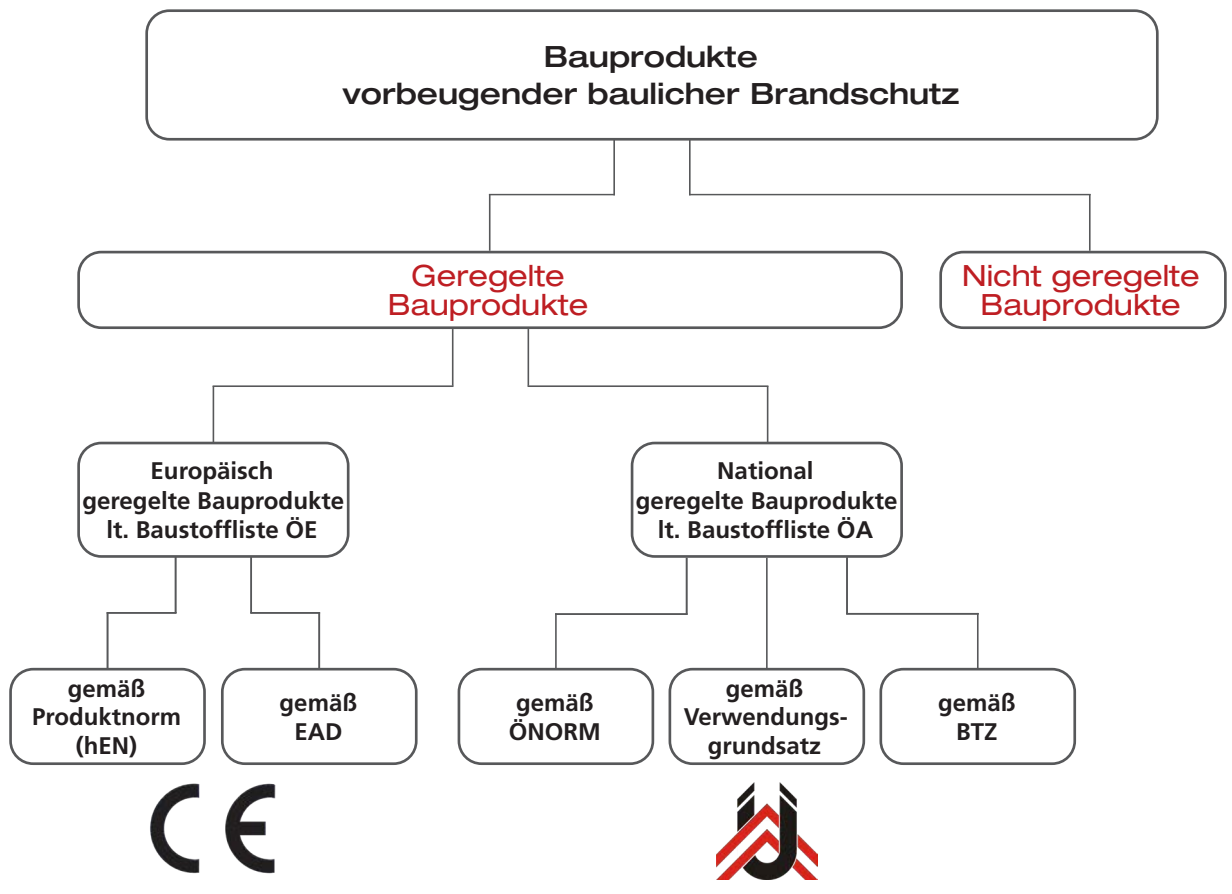 Bauprodukte
vorbeugender baulicher Brandschutz
Geregelte
Bauprodukte
Nicht geregelte
Bauprodukte
Europäisch
geregelte Bauprodukte
lt. Baustoffliste ÖE
National
geregelte Bauprodukte
lt. Baustoffliste ÖA
gemäß
Produktnorm
(hEN)
gemäß
EAD
gemäß
ÖNORM
gemäß
Verwendungs-
grundsatz
gemäß
BTZ
CE
Ü